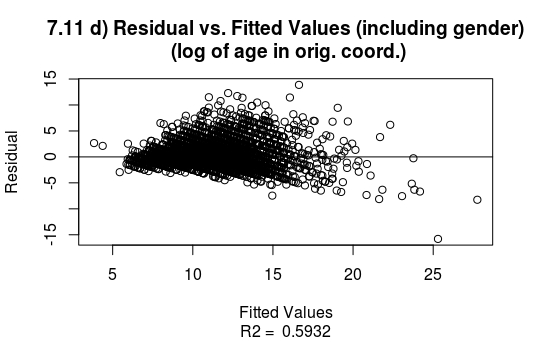 7.11 d) Residual vs. Fitted Values (including gender)
(log of age in orig. coord.)
15
5
0
-5
-15
Residual
5 10 15 20 25
Fitted Values
R2 = 0.5932